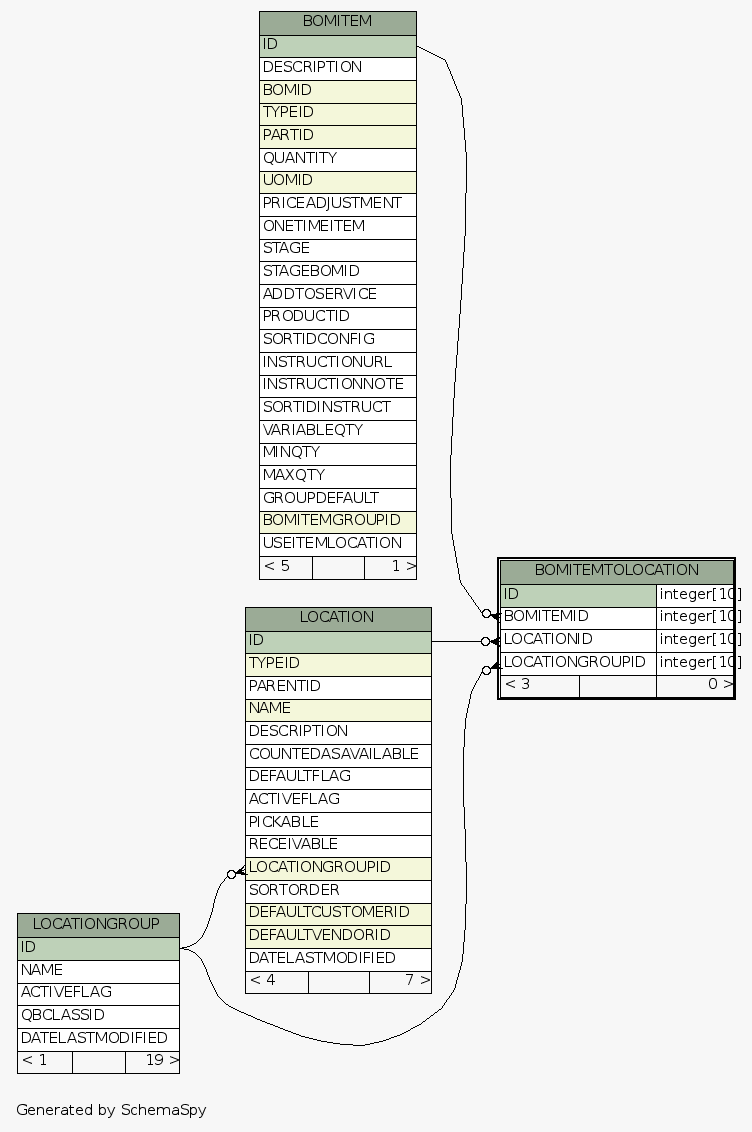 BOMITEM
ID
DESCRIPTION
BOMID
TYPEID
PARTID
QUANTITY
UOMID
PRICEADJUSTMENT
ONETIMEITEM
STAGE
STAGEBOMID
ADDTOSERVICE
PRODUCTID
SORTIDCONFIG
INSTRUCTIONURL
INSTRUCTIONNOTE
SORTIDINSTRUCT
VARIABLEQTY
MINQTY
MAXQTY
GROUPDEFAULT
BOMITEMGROUPID
USEITEMLOCATION
< 5 1 >
BOMITEMTOLOCATION
ID integer[10]
BOMITEMID integer[10]
LOCATIONID integer[10]
LOCATIONGROUPID integer[10]
< 3 0 >
LOCATION
ID
TYPEID
PARENTID
NAME
DESCRIPTION
COUNTEDASAVAILABLE
DEFAULTFLAG
ACTIVEFLAG
PICKABLE
RECEIVABLE
LOCATIONGROUPID
SORTORDER
DEFAULTCUSTOMERID
DEFAULTVENDORID
DATELASTMODIFIED
< 4 7 >
LOCATIONGROUP
ID
NAME
ACTIVEFLAG
QBCLASSID
DATELASTMODIFIED
< 1 19 >
Generated by SchemaSpy